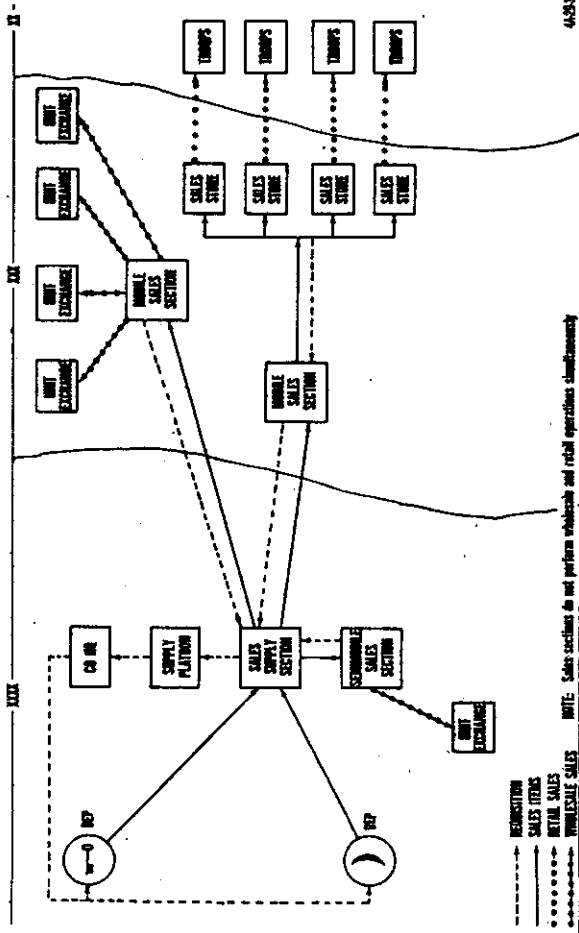 XXXX
XXX
XX
DEP
DEP
CO HQ
SUPPLY
PLATOON
SALES
SUPPLY
SECTION
SEMIMOBILE
SALES
SECTION
UNIT
EXCHANGE
UNIT
EXCHANGE
UNIT
EXCHANGE
UNIT
EXCHANGE
UNIT
EXCHANGE
MOBILE
SALES
SECTION
MOBILE
SALES
SECTION
SALES
STORE
SALES
STORE
SALES
STORE
SALES
STORE
TROOPS
TROOPS
TROOPS
TROOPS
REQUISITION
SALES ITEMS
RETAIL SALES
WHOLESALE SALES
NOTE: Sales sections do not perform wholesale and retail operations simultaneously